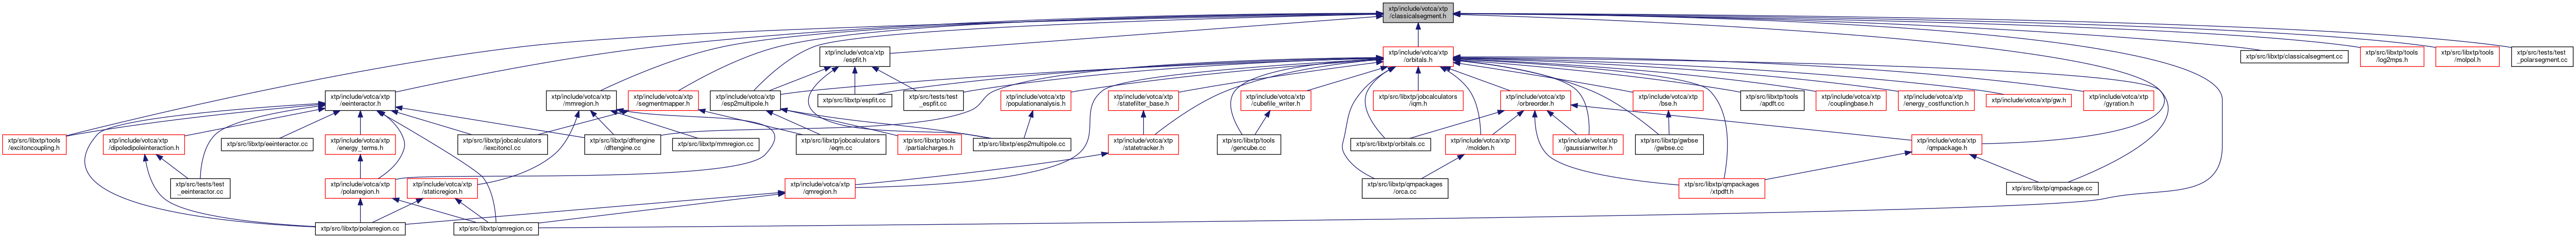 xtp/include/votca/xtp
/classicalsegment.h
xtp/include/votca/xtp
/espfit.h
xtp/include/votca/xtp
/orbitals.h
xtp/src/libxtp/classicalsegment.cc
xtp/src/libxtp/tools
/log2mps.h
xtp/src/libxtp/tools
/molpol.h
xtp/src/tests/test
_polarsegment.cc
xtp/include/votca/xtp
/eeinteractor.h
xtp/include/votca/xtp
/mmregion.h
xtp/include/votca/xtp
/segmentmapper.h
xtp/include/votca/xtp
/esp2multipole.h
xtp/src/libxtp/espfit.cc
xtp/src/tests/test
_espfit.cc
xtp/include/votca/xtp
/populationanalysis.h
xtp/include/votca/xtp
/statefilter_base.h
xtp/include/votca/xtp
/cubefile_writer.h
xtp/src/libxtp/jobcalculators
/iqm.h
xtp/include/votca/xtp
/orbreorder.h
xtp/include/votca/xtp
/bse.h
xtp/src/libxtp/tools
/apdft.cc
xtp/include/votca/xtp
/couplingbase.h
xtp/include/votca/xtp
/energy_costfunction.h
xtp/include/votca/xtp/gw.h
xtp/include/votca/xtp
/gyration.h
xtp/src/libxtp/tools
/excitoncoupling.h
xtp/include/votca/xtp
/dipoledipoleinteraction.h
xtp/src/libxtp/eeinteractor.cc
xtp/include/votca/xtp
/energy_terms.h
xtp/src/libxtp/jobcalculators
/iexcitoncl.cc
xtp/src/libxtp/dftengine
/dftengine.cc
xtp/src/libxtp/mmregion.cc
xtp/src/libxtp/jobcalculators
/eqm.cc
xtp/src/libxtp/tools
/partialcharges.h
xtp/src/libxtp/esp2multipole.cc
xtp/include/votca/xtp
/statetracker.h
xtp/src/libxtp/tools
/gencube.cc
xtp/src/libxtp/orbitals.cc
xtp/include/votca/xtp
/molden.h
xtp/include/votca/xtp
/gaussianwriter.h
xtp/src/libxtp/gwbse
/gwbse.cc
xtp/include/votca/xtp
/qmpackage.h
xtp/src/tests/test
_eeinteractor.cc
xtp/include/votca/xtp
/polarregion.h
xtp/include/votca/xtp
/staticregion.h
xtp/include/votca/xtp
/qmregion.h
xtp/src/libxtp/qmpackages
/orca.cc
xtp/src/libxtp/qmpackages
/xtpdft.h
xtp/src/libxtp/qmpackage.cc
xtp/src/libxtp/polarregion.cc
xtp/src/libxtp/qmregion.cc